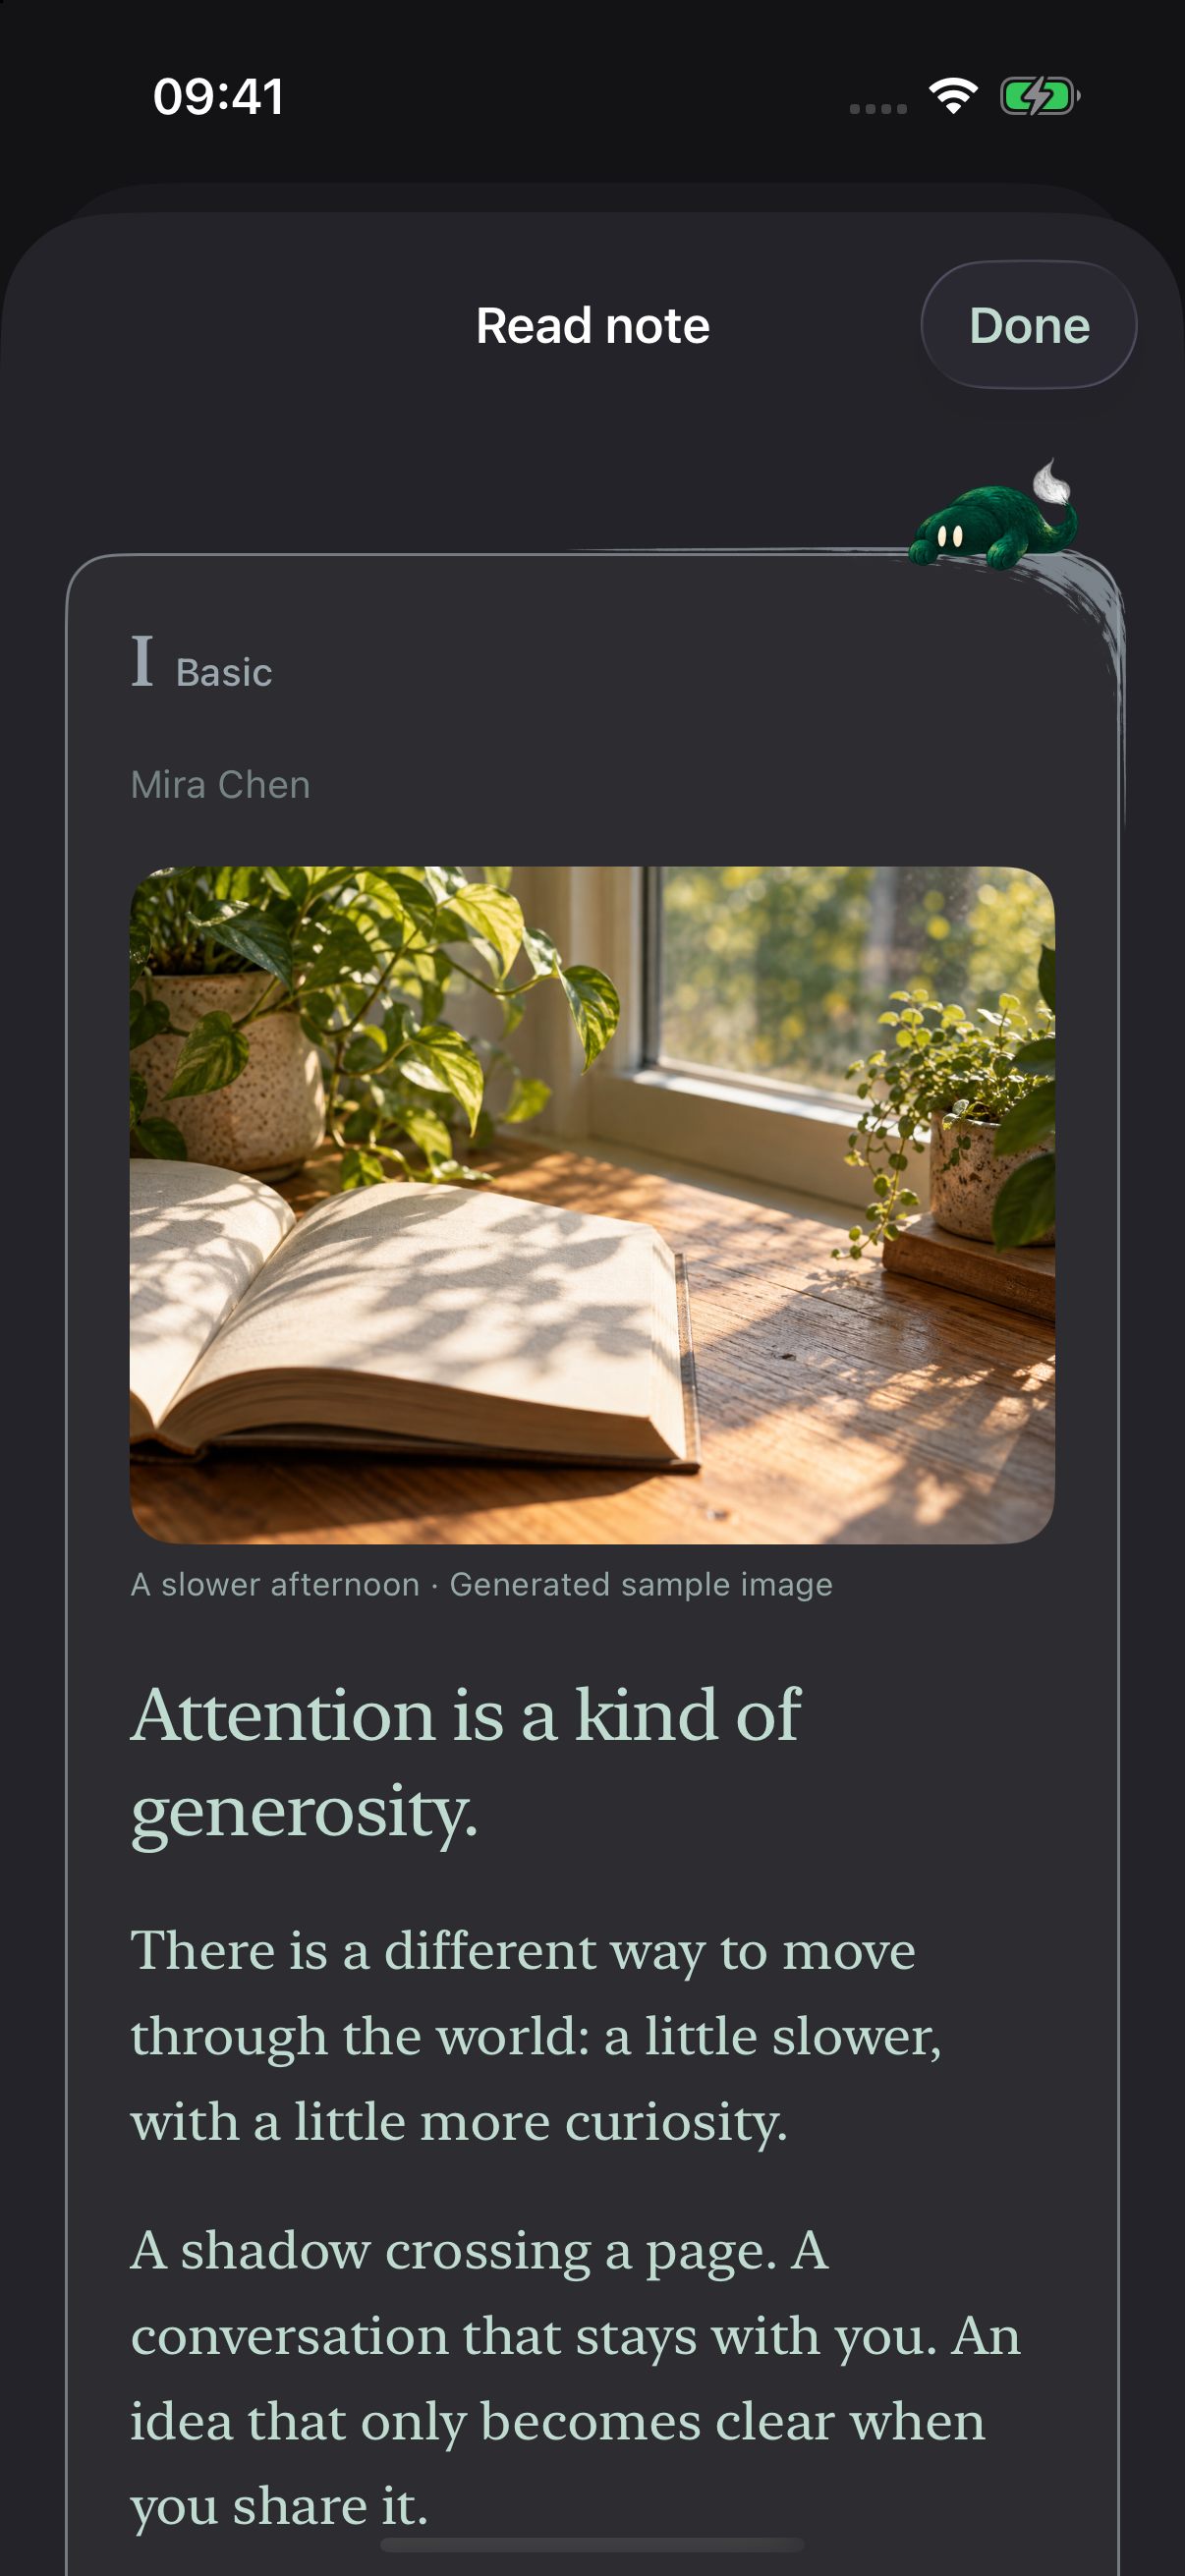 09:41
Read note
Done
I Basic
Mira Chen
A slower afternoon · Generated sample image
Attention is a kind of
generosity.
There is a different way to move
through the world: a little slower,
with a little more curiosity.
A shadow crossing a page. A
conversation that stays with you. An
idea that only becomes clear when
you share it.